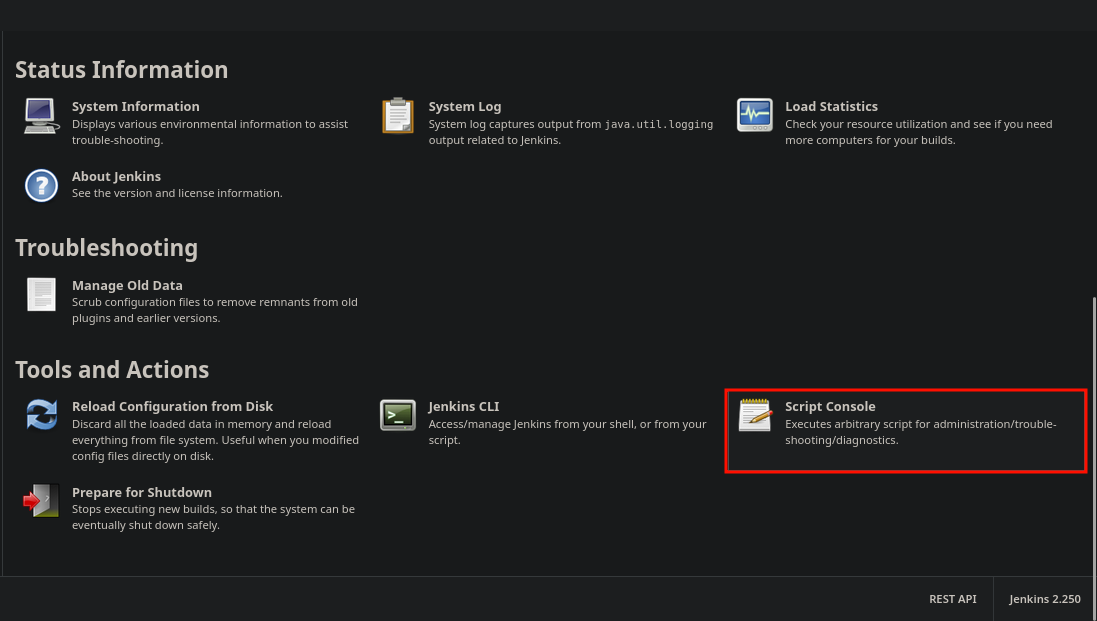 Status Information
System Information
Displays various environmental information to assist
trouble-shooting.
System Log
System log captures output from java.util.logging
output related to Jenkins.
Load Statistics
Check your resource utilization and see if you need
more computers for your builds.
About Jenkins
See the version and license information.
Troubleshooting
Manage Old Data
Scrub configuration files to remove remnants from old
plugins and earlier versions.
Tools and Actions
Reload Configuration from Disk
Discard all the loaded data in memory and reload
everything from file system. Useful when you modified
config files directly on disk.
Jenkins CLI
Access/manage Jenkins from your shell, or from your
script.
Script Console
Executes arbitrary script for administration/trouble-
shooting/diagnostics.
Prepare for Shutdown
Stops executing new builds, so that the system can be
eventually shut down safely.
REST API
Jenkins 2.250